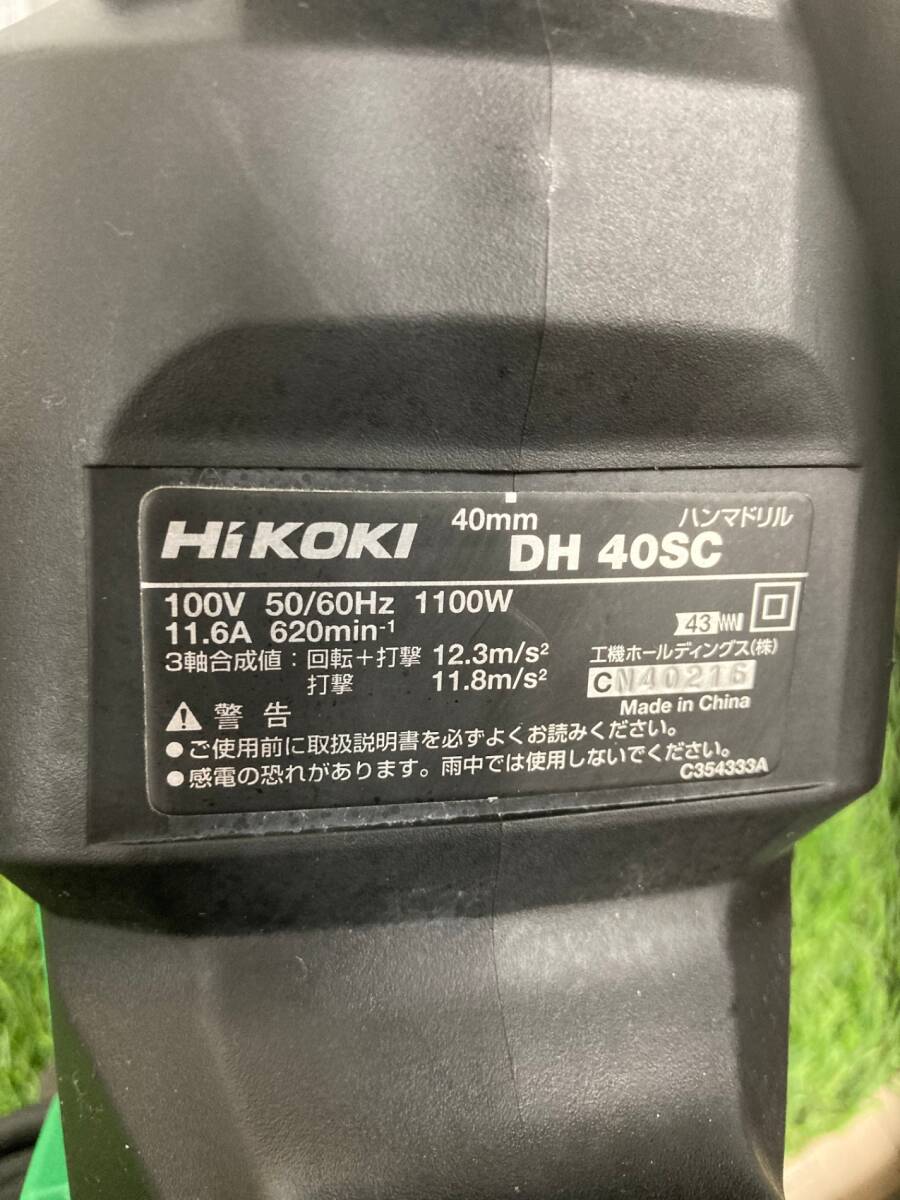 HiKOKI 40mm DH 40SC ハンマドリル
100V 50/60Hz 1100W
11.6A 620min-1
43
3軸合成値：回転＋打撃 12.3m/s²
打撃 11.8m/s²
工機ホールディングス(株)
CN40216
Made in China
警告
●ご使用前に取扱説明書を必ずよくお読みください。
●感電の恐れがあります。雨中では使用しないでください。
C354333A